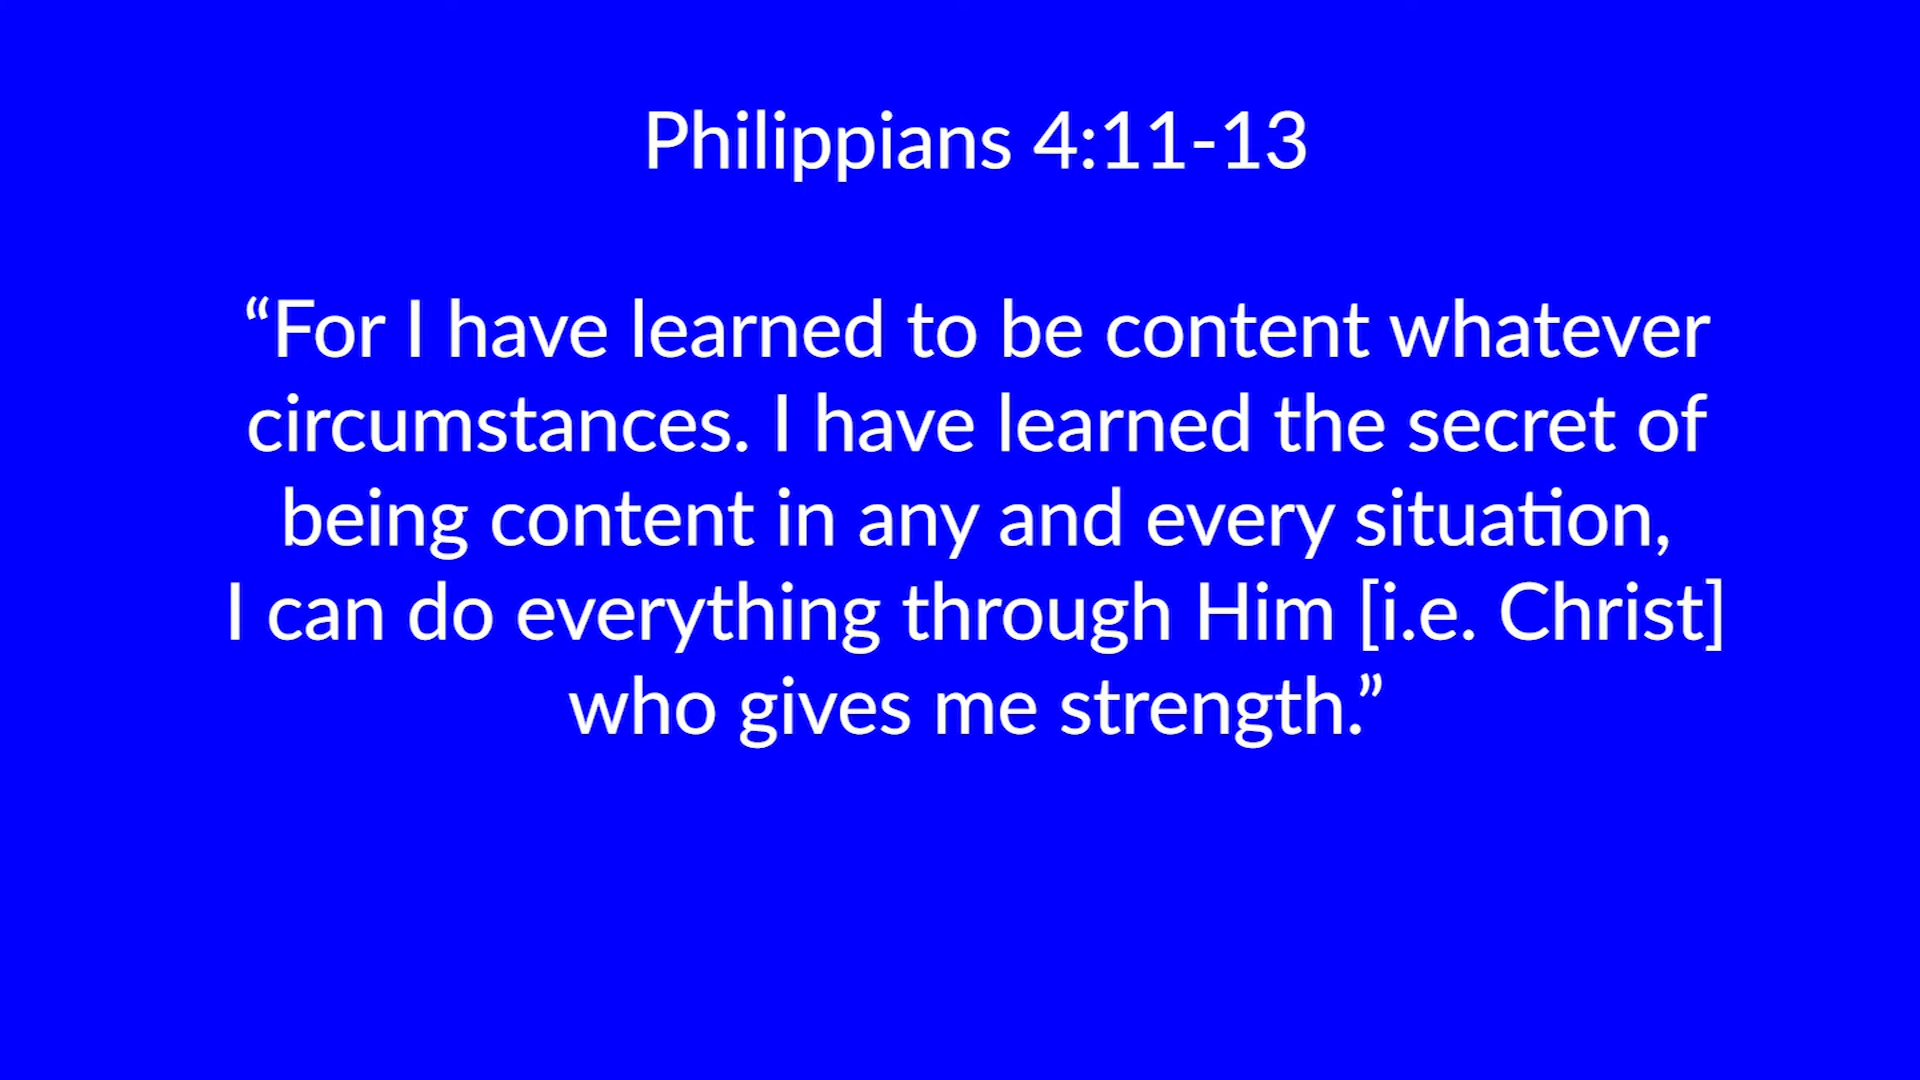 Philippians 4:11-13
“For I have learned to be content whatever
circumstances. I have learned the secret of
being content in any and every situation,
I can do everything through Him [i.e. Christ]
who gives me strength.”